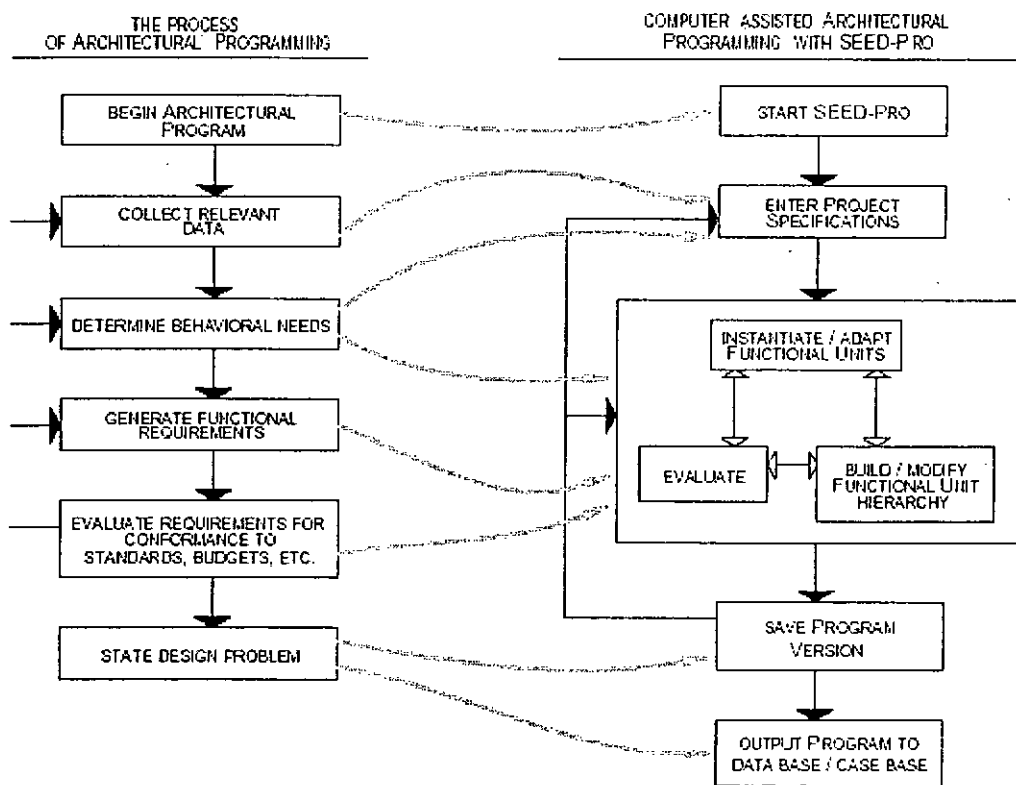 THE PROCESS
OF ARCHITECTURAL PROGRAMMING
BEGIN ARCHITECTURAL
PROGRAM
COLLECT RELEVANT
DATA
DETERMINE BEHAVIORAL NEEDS
GENERATE FUNCTIONAL
REQUIREMENTS
EVALUATE REQUIREMENTS FOR
CONFORMANCE TO
STANDARDS, BUDGETS, ETC.
STATE DESIGN PROBLEM
COMPUTER ASSISTED ARCHITECTURAL
PROGRAMMING WITH SEED-PRO
START SEED-PRO
ENTER PROJECT
SPECIFICATIONS
INSTANTIATE / ADAPT
FUNCTIONAL UNITS
EVALUATE
BUILD / MODIFY
FUNCTIONAL UNIT
HIERARCHY
SAVE PROGRAM
VERSION
OUTPUT PROGRAM TO
DATA BASE / CASE BASE